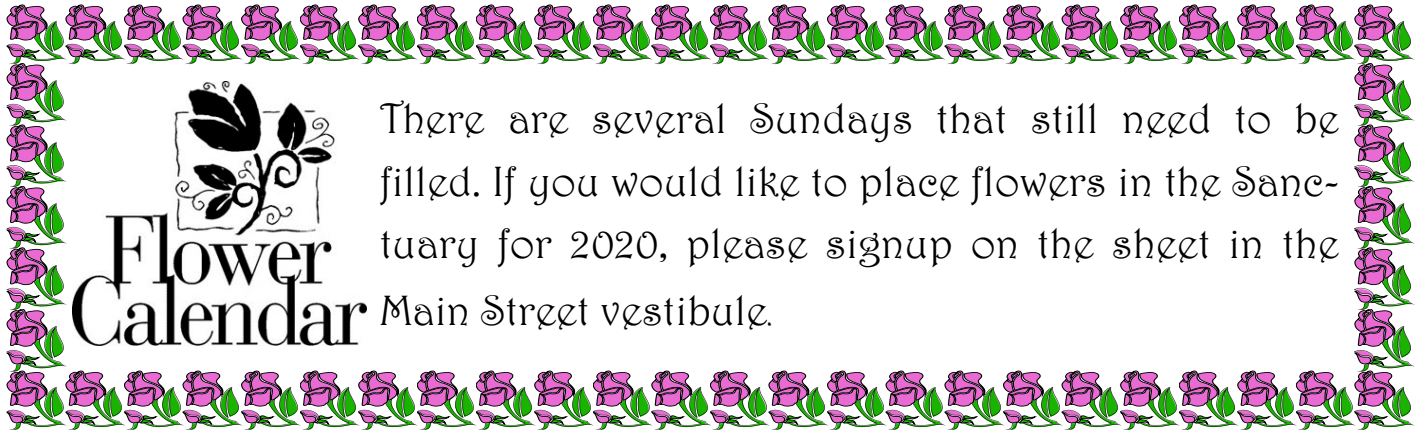 Flower
Calendar
There are several Sundays that still need to be
filled. If you would like to place flowers in the Sanc-
tuary for 2020, please signup on the sheet in the
Main Street vestibule.